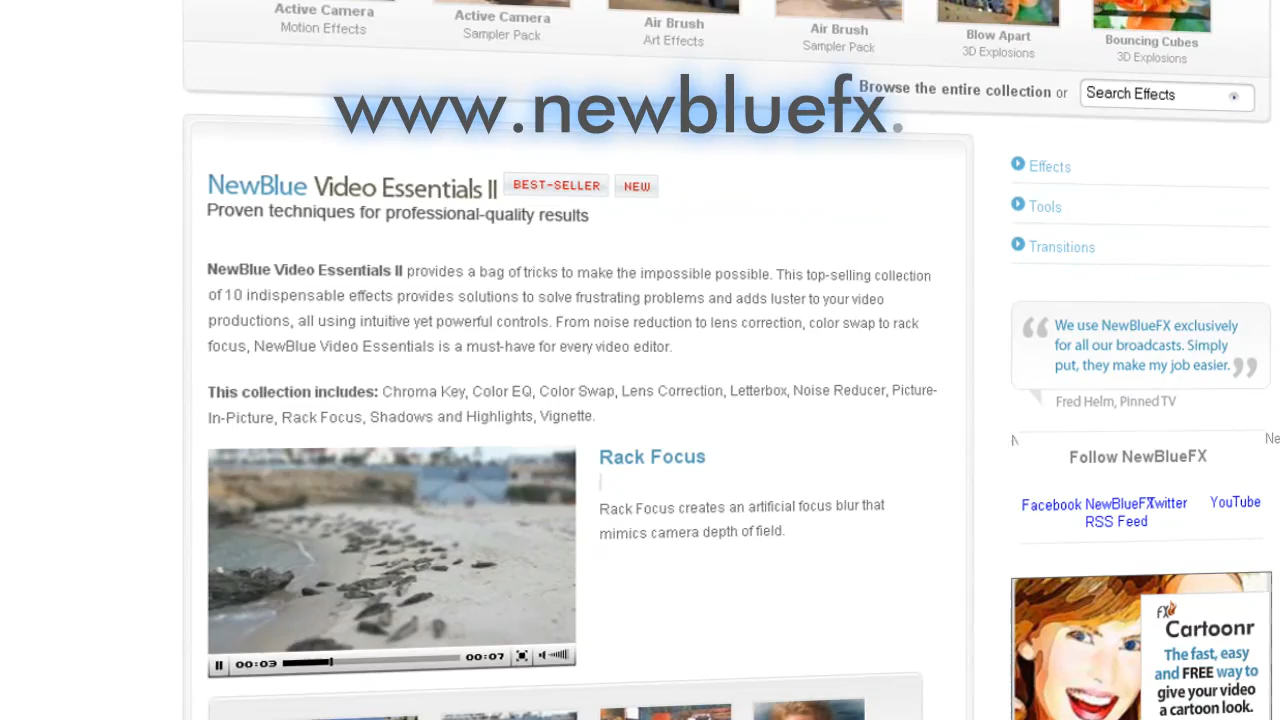 Active Camera
Motion Effects
Active Camera
Sampler Pack
Air Brush
Art Effects
Air Brush
Sampler Pack
Blow Apart
3D Explosions
Bouncing Cubes
3D Explosions
www.newbluefx.
Browse the entire collection or
Search Effects
NewBlue Video Essentials II BEST-SELLER NEW
Proven techniques for professional-quality results
NewBlue Video Essentials II provides a bag of tricks to make the impossible possible. This top-selling collection
of 10 indispensable effects provides solutions to solve frustrating problems and adds luster to your video
productions, all using intuitive yet powerful controls. From noise reduction to lens correction, color swap to rack
focus, NewBlue Video Essentials is a must-have for every video editor.
This collection includes: Chroma Key, Color EQ, Color Swap, Lens Correction, Letterbox, Noise Reducer, Picture-
In-Picture, Rack Focus, Shadows and Highlights, Vignette.
Rack Focus
Rack Focus creates an artificial focus blur that
mimics camera depth of field.
00:03
00:07
Effects
Tools
Transitions
“We use NewBlueFX exclusively
for all our broadcasts. Simply
put, they make my job easier.”
Fred Helm, Pinned TV
N
Ne
Follow NewBlueFX
Facebook NewBlueFXTwitter YouTube
RSS Feed
FX
Cartoonr
The fast, easy
and FREE way to
give your video
a cartoon look.